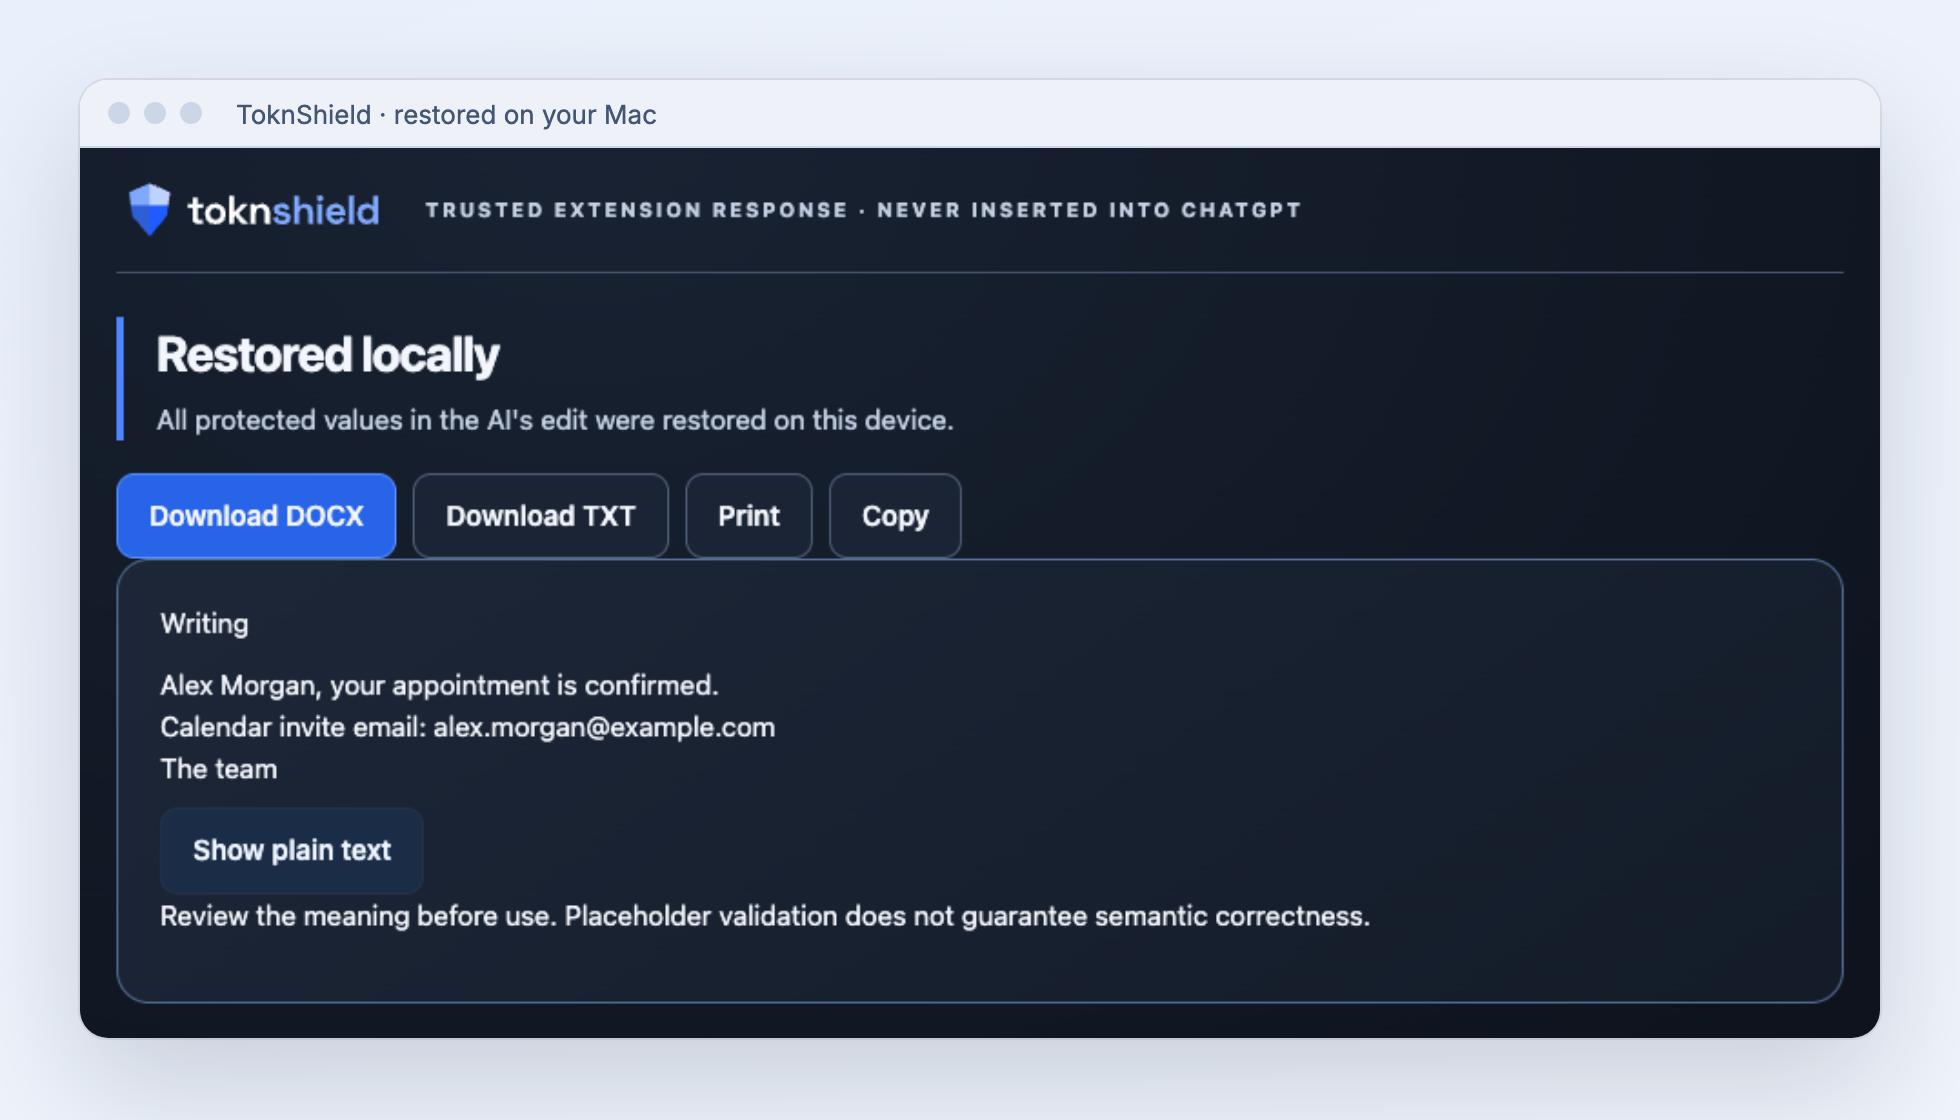 ToknShield · restored on your Mac
toknshield
TRUSTED EXTENSION RESPONSE · NEVER INSERTED INTO CHATGPT
Restored locally
All protected values in the AI's edit were restored on this device.
Download DOCX
Download TXT
Print
Copy
Writing
Alex Morgan, your appointment is confirmed.
Calendar invite email: alex.morgan@example.com
The team
Show plain text
Review the meaning before use. Placeholder validation does not guarantee semantic correctness.